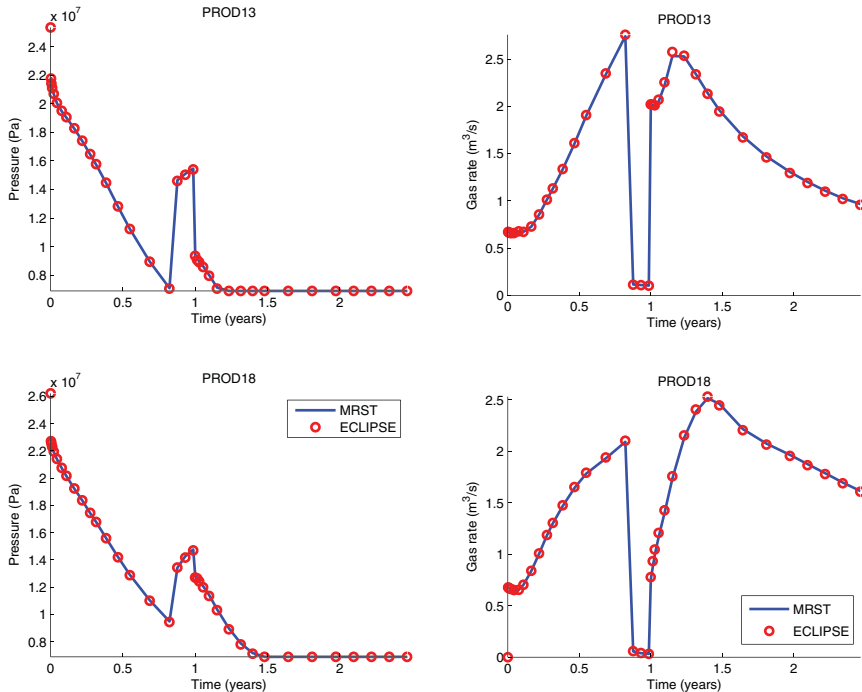 PROD13
x 10^7
2.4
2.2
2
1.8
1.6
1.4
1.2
1
0.8
Pressure (Pa)
0
0.5
1
1.5
2
Time (years)
PROD13
2.5
2
1.5
1
0.5
0
Gas rate (m³/s)
0
0.5
1
1.5
2
Time (years)
PROD18
x 10^7
2.6
2.4
2.2
2
1.8
1.6
1.4
1.2
1
0.8
Pressure (Pa)
MRST
ECLIPSE
0
0.5
1
1.5
2
Time (years)
PROD18
2.5
2
1.5
1
0.5
0
Gas rate (m³/s)
MRST
ECLIPSE
0
0.5
1
1.5
2
Time (years)